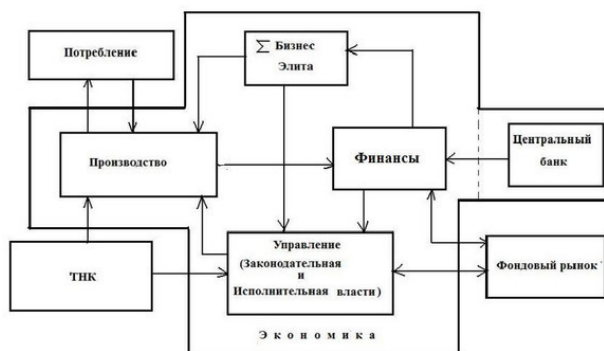 Потребление
∑ Бизнес
Элита
Производство
Финансы
Центральный
банк
Управление
(Законодательная
и
Исполнительная власти)
ТНК
Фондовый рынок
Экономика